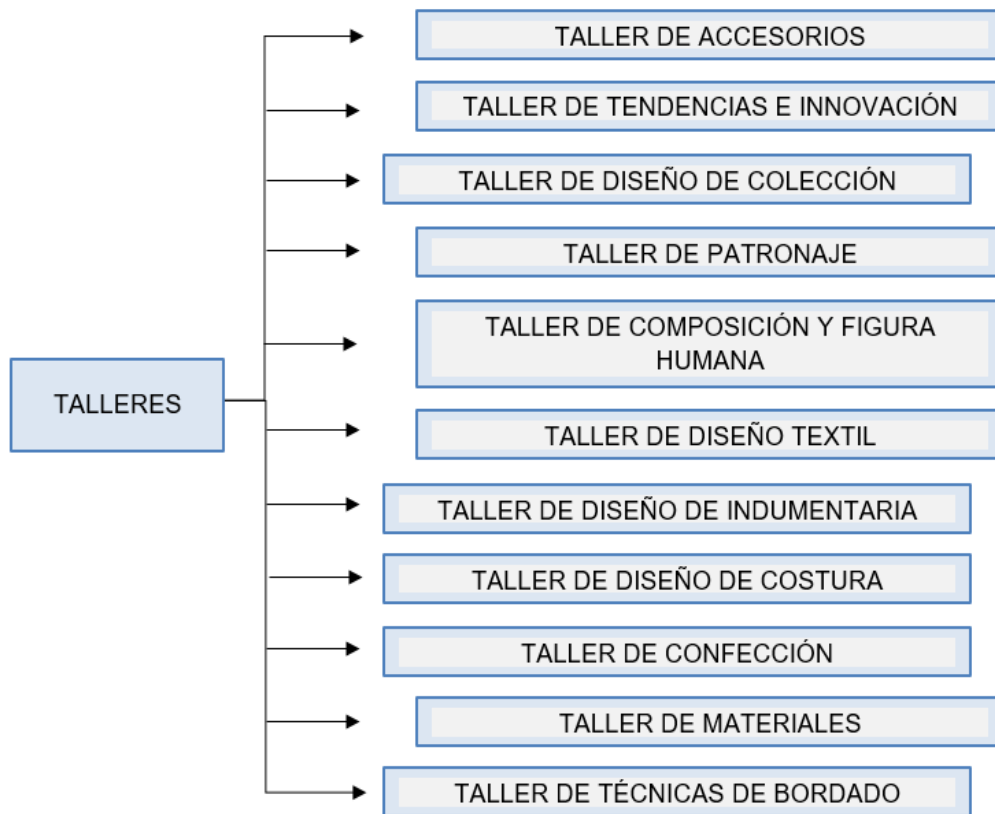 TALLER DE ACCESORIOS
TALLER DE TENDENCIAS E INNOVACIÓN
TALLER DE DISEÑO DE COLECCIÓN
TALLER DE PATRONAJE
TALLER DE COMPOSICIÓN Y FIGURA
HUMANA
TALLERES
TALLER DE DISEÑO TEXTIL
TALLER DE DISEÑO DE INDUMENTARIA
TALLER DE DISEÑO DE COSTURA
TALLER DE CONFECCIÓN
TALLER DE MATERIALES
TALLER DE TÉCNICAS DE BORDADO